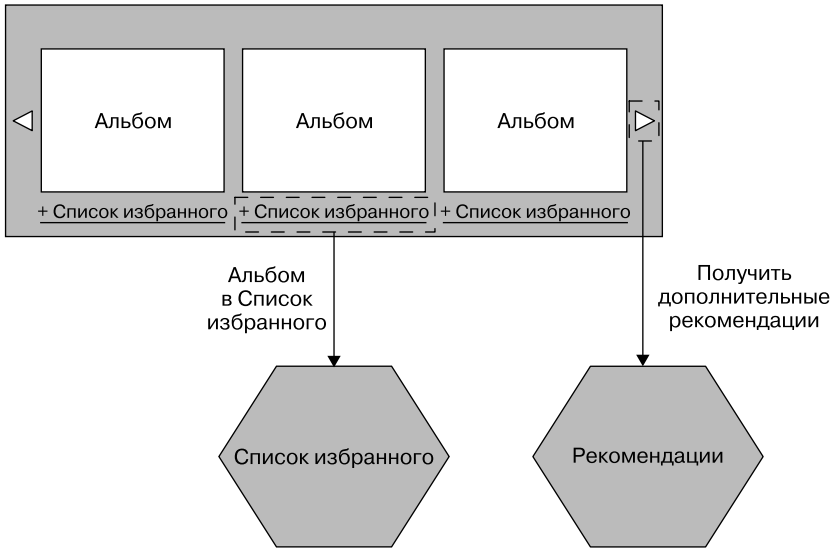 Альбом
Альбом
Альбом
+ Список избранного
+ Список избранного
+ Список избранного
Альбом
в Список
избранного
Получить
дополнительные
рекомендации
Список избранного
Рекомендации